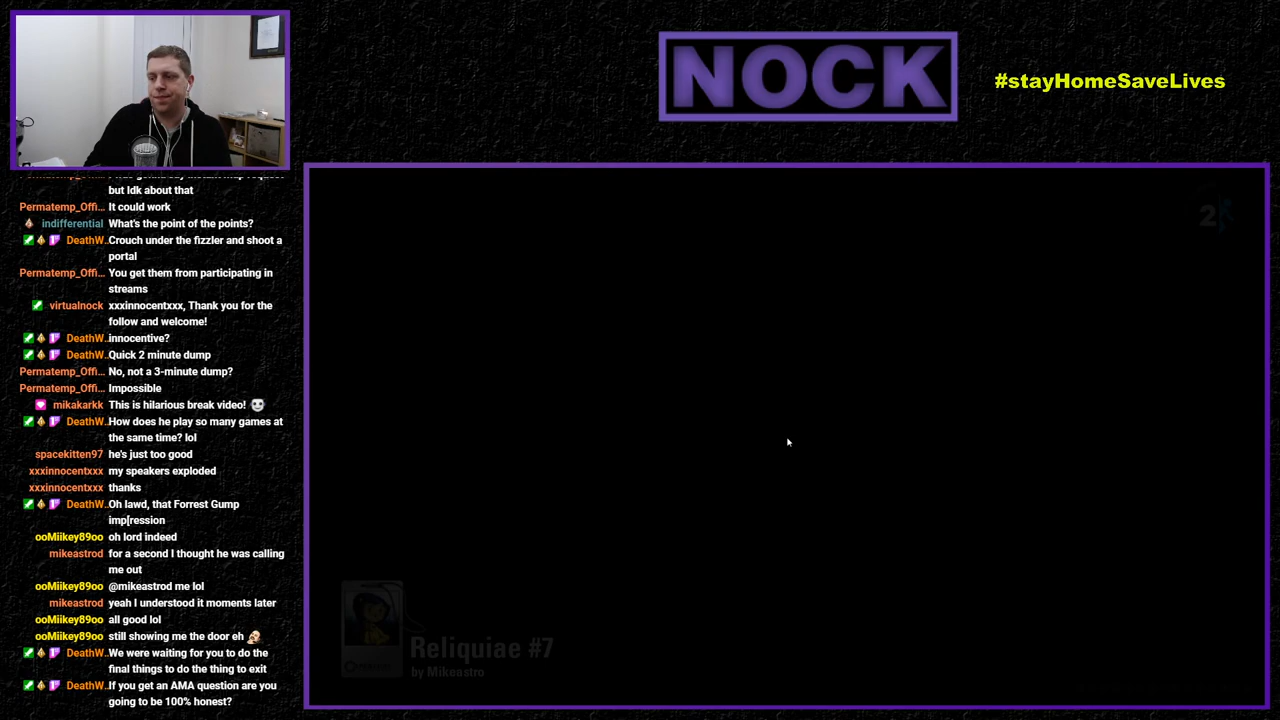 NOCK
#stayHomeSaveLives
but Idk about that
Permatemp_Offi... It could work
indifferential What's the point of the points?
DeathW... Crouch under the fizzler and shoot a
portal
Permatemp_Offi... You get them from participating in
streams
virtualnock xxxinnocentxxx, Thank you for the
follow and welcome!
DeathW... innocentive?
DeathW... Quick 2 minute dump
Permatemp_Offi... No, not a 3-minute dump?
Permatemp_Offi... Impossible
mikakarkk This is hilarious break video!
DeathW... How does he play so many games at
the same time? lol
spacekitten97 he's just too good
xxxinnocentxxx my speakers exploded
xxxinnocentxxx thanks
DeathW... Oh lawd, that Forrest Gump
imp[ression
ooMiikey89oo oh lord indeed
mikeastrod for a second I thought he was calling
me out
ooMiikey89oo @mikeastrod me lol
mikeastrod yeah I understood it moments later
ooMiikey89oo all good lol
ooMiikey89oo still showing me the door eh
DeathW... We were waiting for you to do the
final things to do the thing to exit
DeathW... If you get an AMA question are you
going to be 100% honest?
2
Reliquiae #7
by Mikeastro